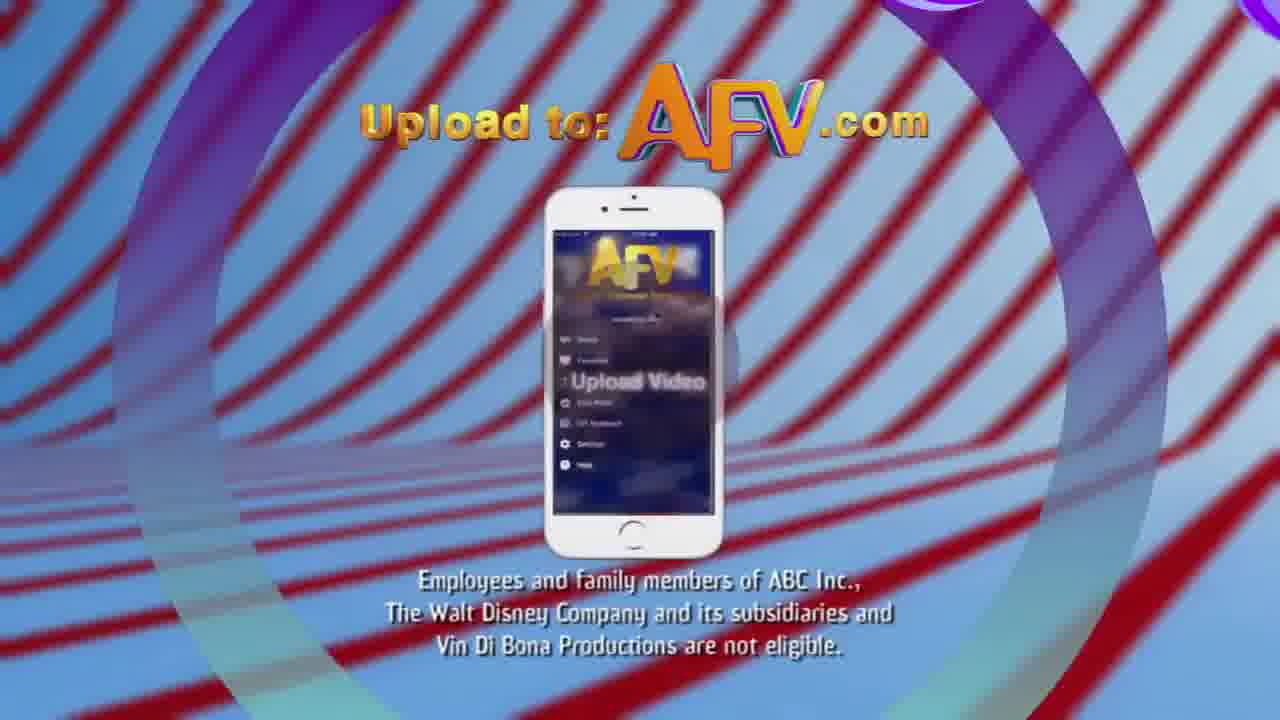 Upload to: AFV.com
AFV
Upload Video
Settings
Employees and family members of ABC Inc.,
The Walt Disney Company and its subsidiaries and
Vin Di Bona Productions are not eligible.